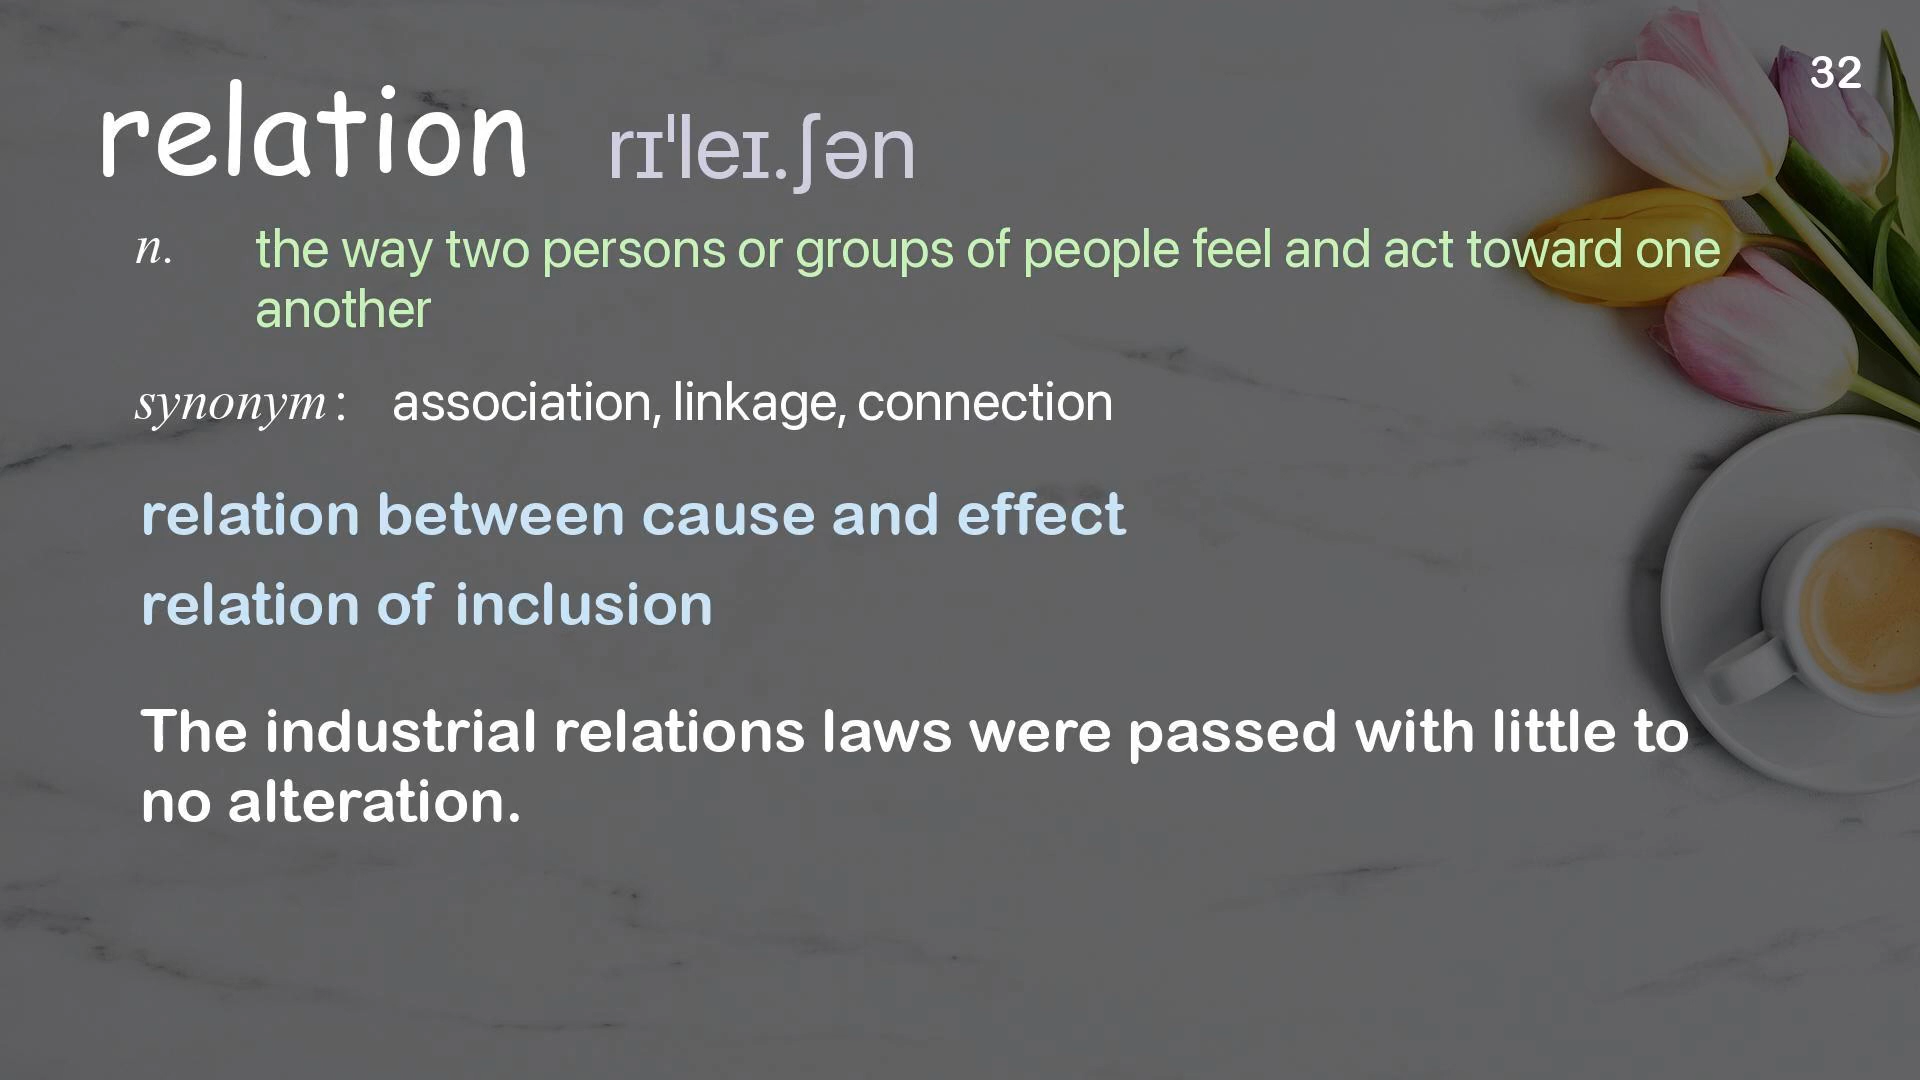 32
relation rɪˈleɪ.ʃən
n. the way two persons or groups of people feel and act toward one
another
synonym: association, linkage, connection
relation between cause and effect
relation of inclusion
The industrial relations laws were passed with little to
no alteration.